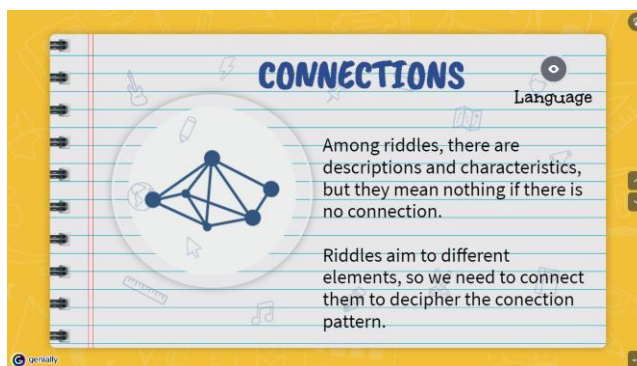 CONNECTIONS
Language
Among riddles, there are
descriptions and characteristics,
but they mean nothing if there is
no connection.
Riddles aim to different
elements, so we need to connect
them to decipher the conection
pattern.
genially